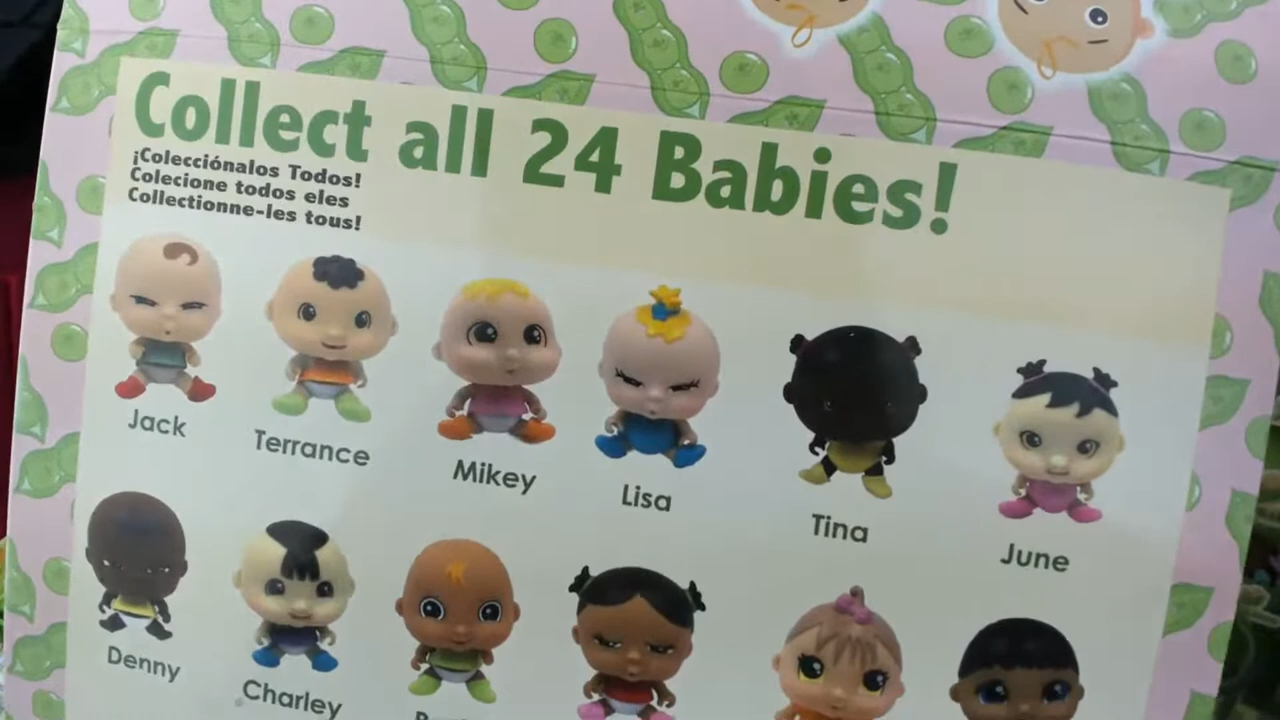 Collect all 24 Babies!
¡Colecciónalos Todos!
Colecione todos eles
Collectionne-les tous!
Jack
Terrance
Mikey
Lisa
Tina
June
Denny
Charley